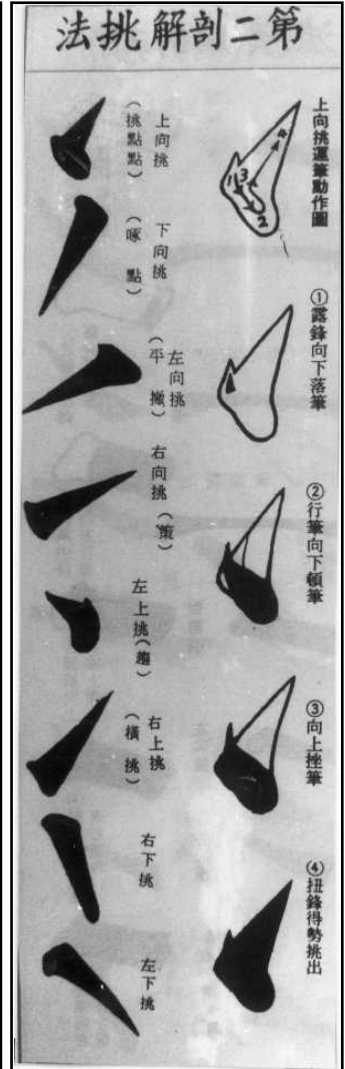 第二剖解挑法
上向挑運筆動作圖
1
3
2
①露鋒向下落筆
②行筆向下頓筆
③向上挫筆
④扭鋒得勢挑出
上向挑
(挑點點)
下向挑
(啄點)
左向挑
(平撇)
右向挑(策)
左上挑(趯)
右上挑
(橫挑)
右下挑
左下挑